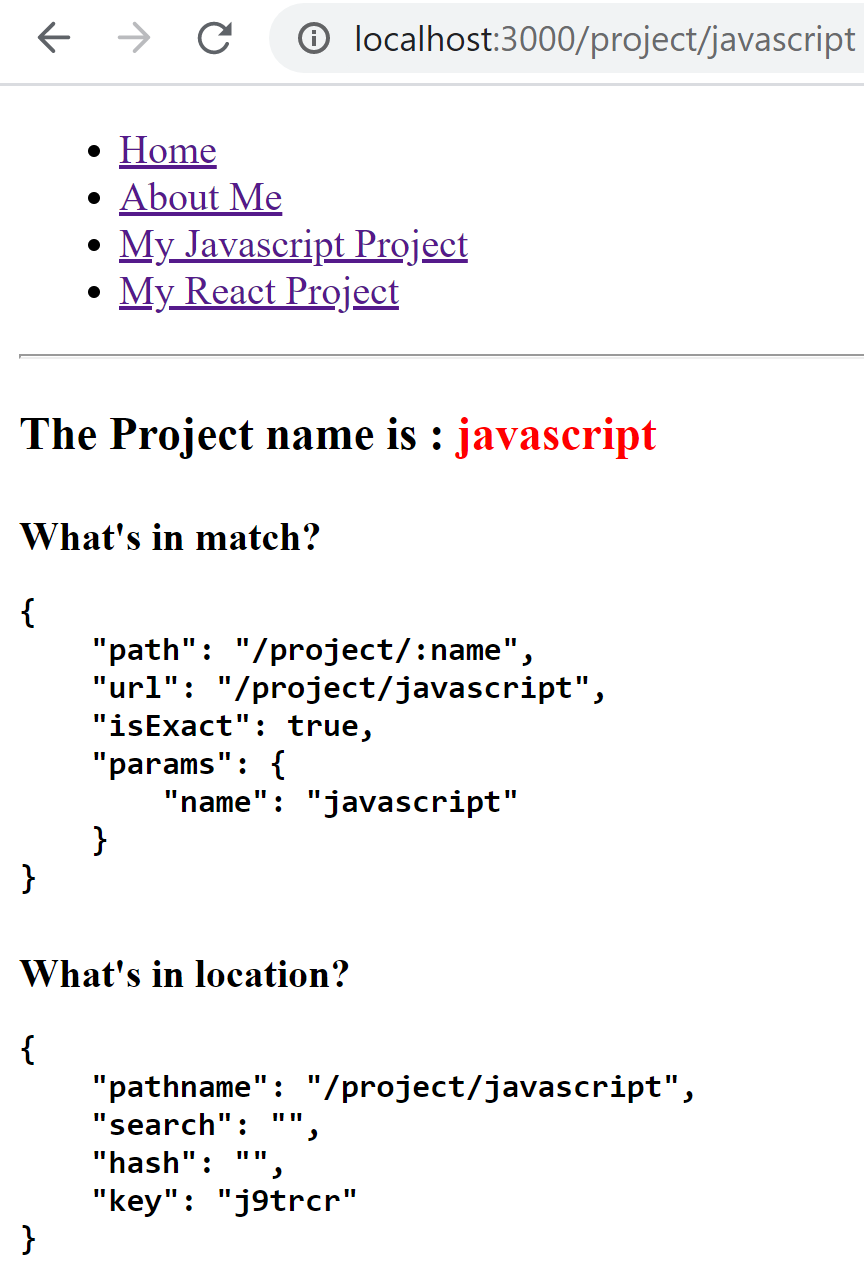 localhost:3000/project/javascript
Home
About Me
My Javascript Project
My React Project
The Project name is : javascript
What's in match?
{
    "path": "/project/:name",
    "url": "/project/javascript",
    "isExact": true,
    "params": {
        "name": "javascript"
    }
}
What's in location?
{
    "pathname": "/project/javascript",
    "search": "",
    "hash": "",
    "key": "j9trcr"
}